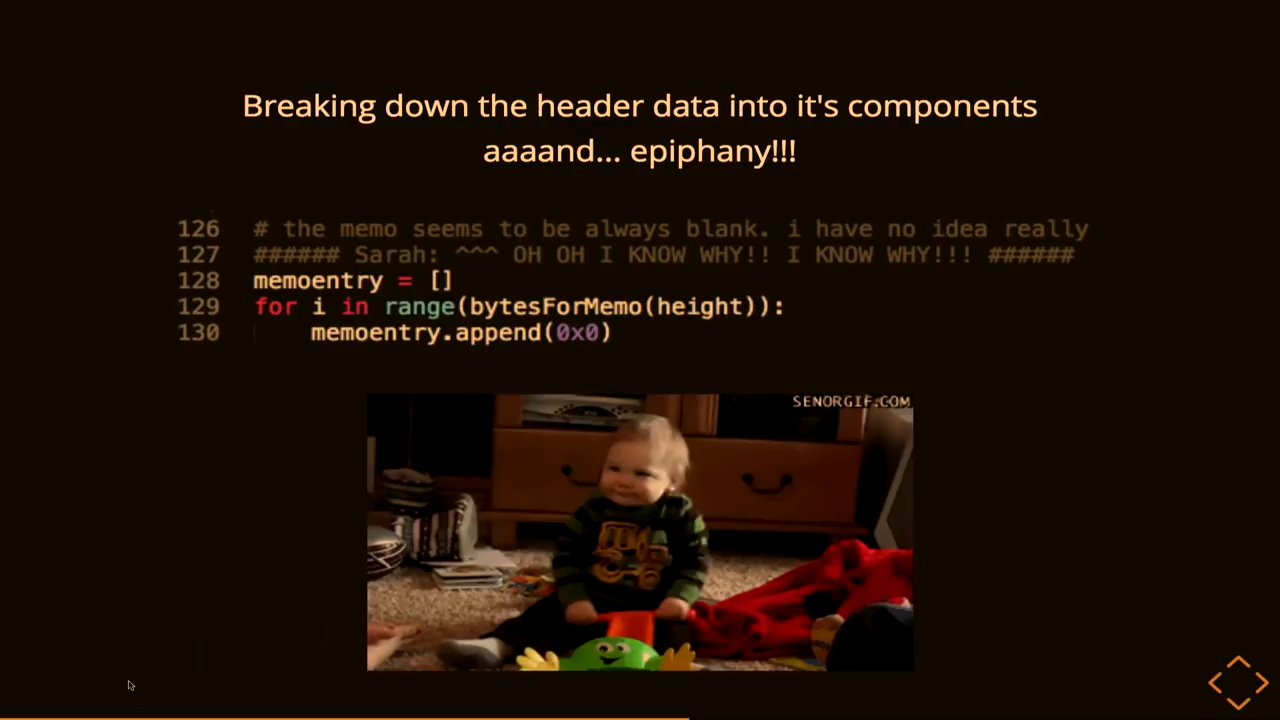 Breaking down the header data into it's components
aaaand... epiphany!!!
126 # the memo seems to be always blank. i have no idea really
127 ###### Sarah: ^^^ OH OH I KNOW WHY!! I KNOW WHY!!! ######
128 memoentry = []
129 for i in range(bytesForMemo(height)):
130 memoentry.append(0x0)
SENORGIF.COM